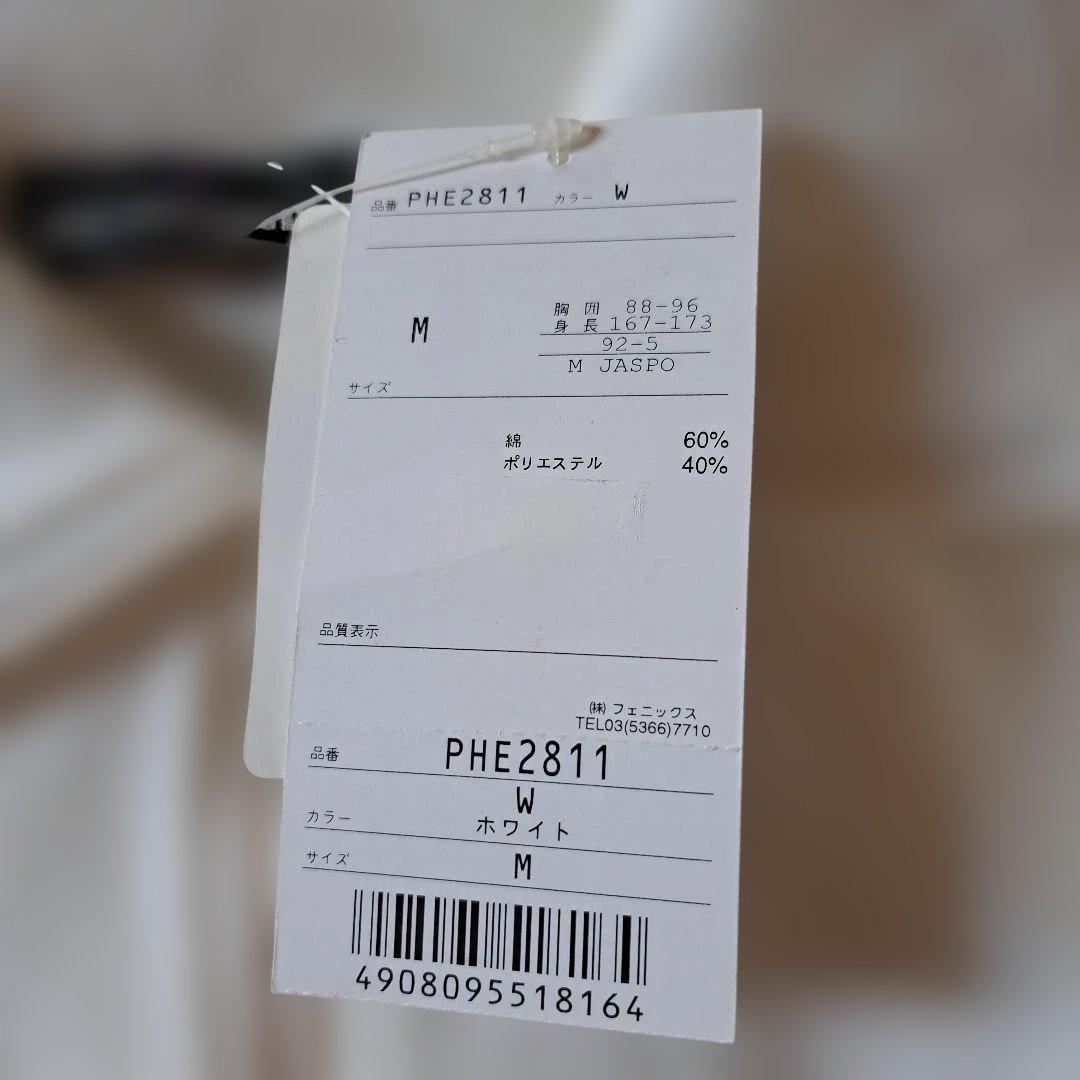 品番 PHE2811 カラー W
胸囲 88-96
身長 167-173
M 92-5
M JASPO
サイズ
綿 60%
ポリエステル 40%
品質表示
㈱ フェニックス
TEL03(5366)7710
品番 PHE2811
W
カラー ホワイト
サイズ M
4908095518164